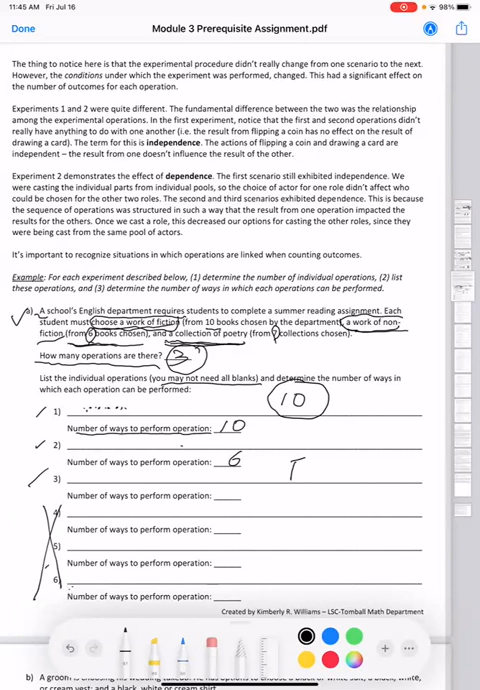 11:45 AM Fri Jul 16
98%
Done
Module 3 Prerequisite Assignment.pdf
The thing to notice here is that the experimental procedure didn't really change from one scenario to the next.
However, the conditions under which the experiment was performed, changed. This had a significant effect on
the number of outcomes for each operation.
Experiments 1 and 2 were quite different. The fundamental difference between the two was the relationship
among the experimental operations. In the first experiment, notice that the first and second operations didn't
really have anything to do with one another (i.e. the result from flipping a coin has no effect on the result of
drawing a card). The term for this is independence. The actions of flipping a coin and drawing a card are
independent – the result from one doesn't influence the result of the other.
Experiment 2 demonstrates the effect of dependence. The first scenario still exhibited independence. We
were casting the individual parts from individual pools, so the choice of actor for one role didn't affect who
could be chosen for the other two roles. The second and third scenarios exhibited dependence. This is because
the sequence of operations was structured in such a way that the result from one operation impacted the
results for the others. Once we cast a role, this decreased our options for casting the other roles, since they
were being cast from the same pool of actors.
It's important to recognize situations in which operations are linked when counting outcomes.
Example: For each experiment described below, (1) determine the number of individual operations, (2) list
these operations, and (3) determine the number of ways in which each operations can be performed.
a) A school's English department requires students to complete a summer reading assignment. Each
student must choose a work of fiction (from 10 books chosen by the department), a work of non-
fiction (from 6 books chosen), and a collection of poetry (from collections chosen).
How many operations are there? 3
List the individual operations (you may not need all blanks) and determine the number of ways in
which each operation can be performed:
10
1)
Number of ways to perform operation: 10
2)
Number of ways to perform operation: 6
3)
Number of ways to perform operation:
4)
Number of ways to perform operation:
5)
Number of ways to perform operation:
6)
Number of ways to perform operation:
Created by Kimberly R. Williams – LSC-Tomball Math Department
b) A groom